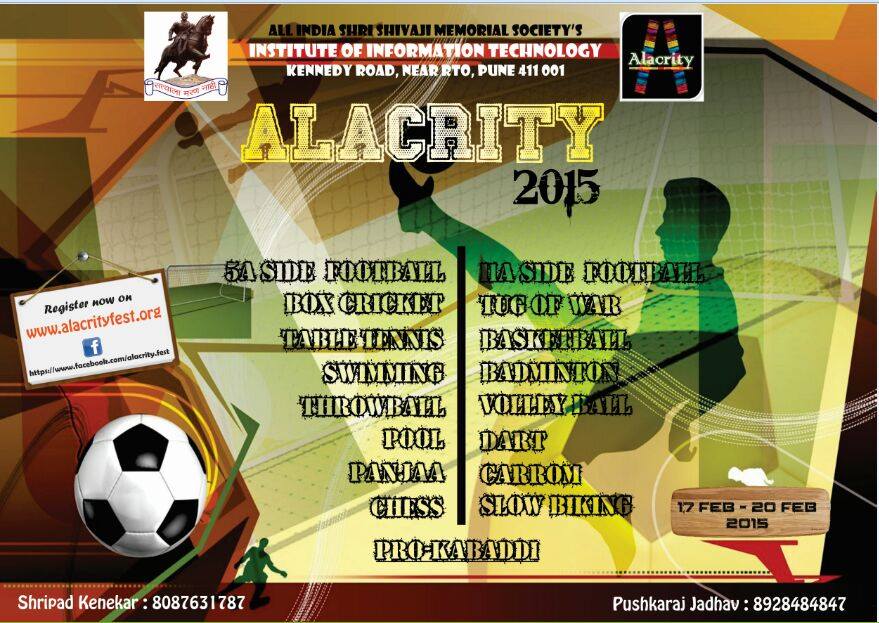 ALL INDIA SHRI SHIVAJI MEMORIAL SOCIETY'S
INSTITUTE OF INFORMATION TECHNOLOGY
KENNEDY ROAD, NEAR RTO, PUNE 411 001
Alacrity
ALACRITY
2015
5A SIDE FOOTBALL
BOX CRICKET
TABLE TENNIS
SWIMMING
THROWBALL
POOL
PANJAA
CHESS
11A SIDE FOOTBALL
TUG OF WAR
BASKETBALL
BADMINTON
VOLLEY BALL
DART
CARROM
SLOW BIKING
PRO-KABADDI
Register now on
www.alacrityfest.org
f
https://www.facebook.com/alacrity.fest
17 FEB - 20 FEB
2015
Shripad Kenekar : 8087631787
Pushkaraj Jadhav : 8928484847